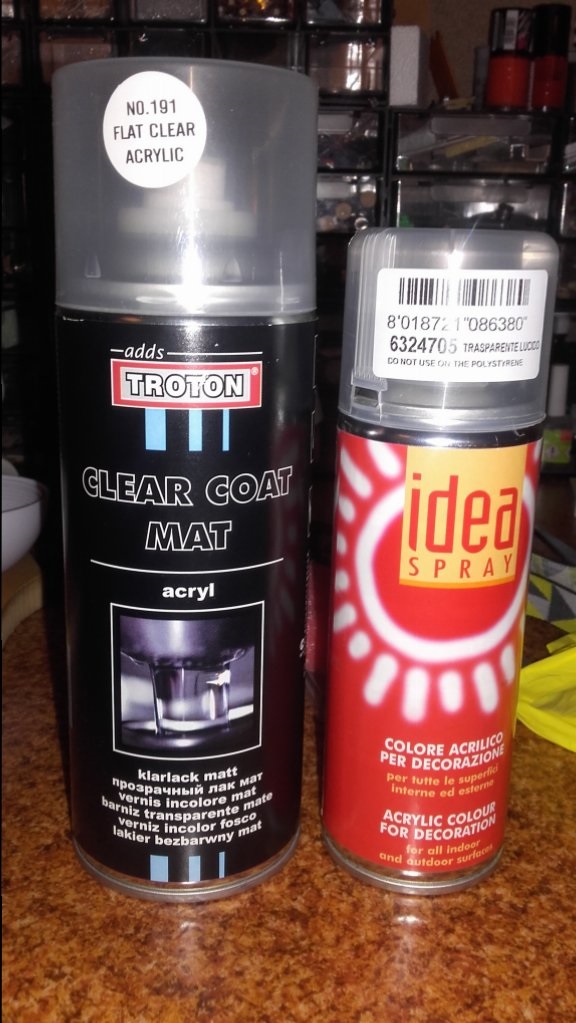 NO.191
FLAT CLEAR
ACRYLIC
adds
TROTON®
CLEAR COAT
MAT
acryl
klarlack matt
прозрачный лак мат
vernis incolore mat
barniz transparente mate
verniz incolor fosco
lakier bezbarwny mat
8'018721"086380"
6324705 TRASPARENTE LUCIDO
DO NOT USE ON THE POLYSTYRENE
idea
SPRAY
COLORE ACRILICO
PER DECORAZIONE
per tutte le superfici
interne ed esterne
ACRYLIC COLOUR
FOR DECORATION
for all indoor
and outdoor surfaces